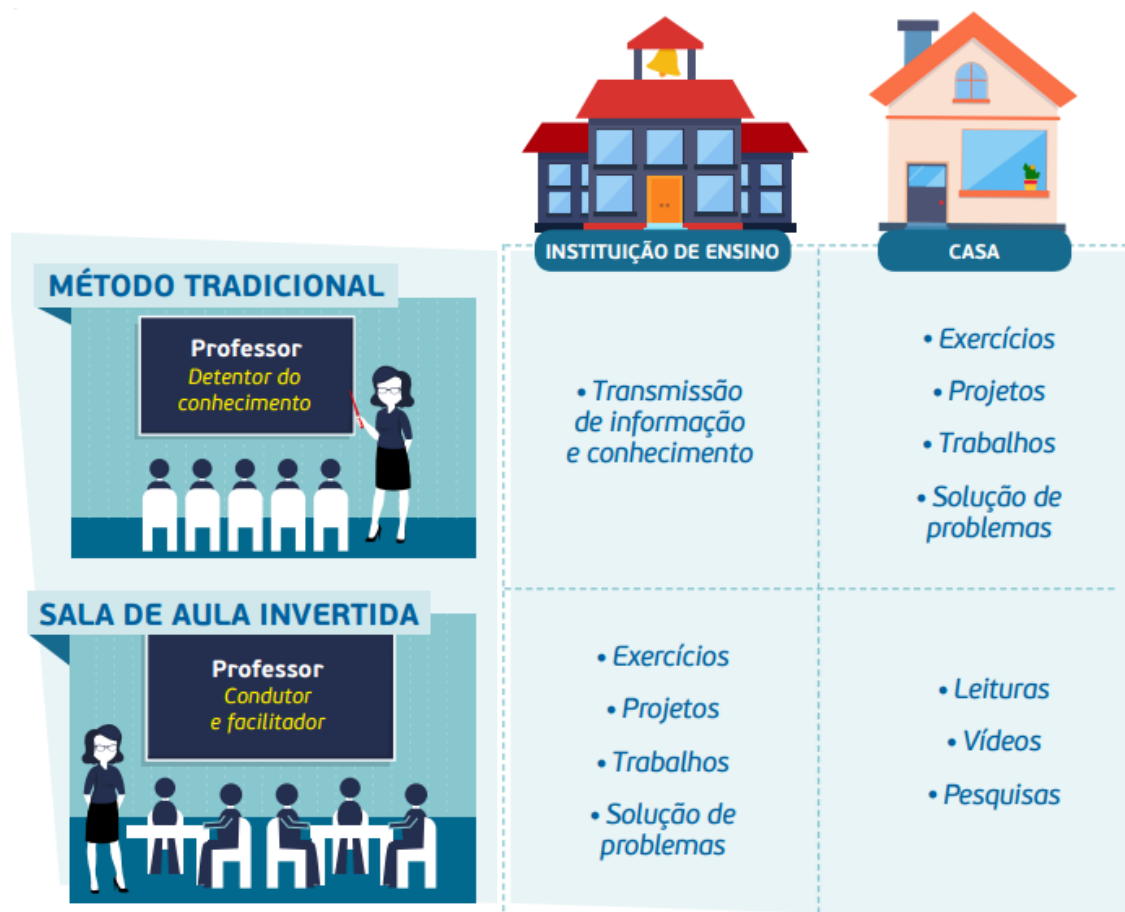 INSTITUIÇÃO DE ENSINO
CASA
MÉTODO TRADICIONAL
Professor
Detentor do
conhecimento
• Transmissão
de informação
e conhecimento
• Exercícios
• Projetos
• Trabalhos
• Solução de
problemas
SALA DE AULA INVERTIDA
Professor
Condutor
e facilitador
• Exercícios
• Projetos
• Trabalhos
• Solução de
problemas
• Leituras
• Vídeos
• Pesquisas